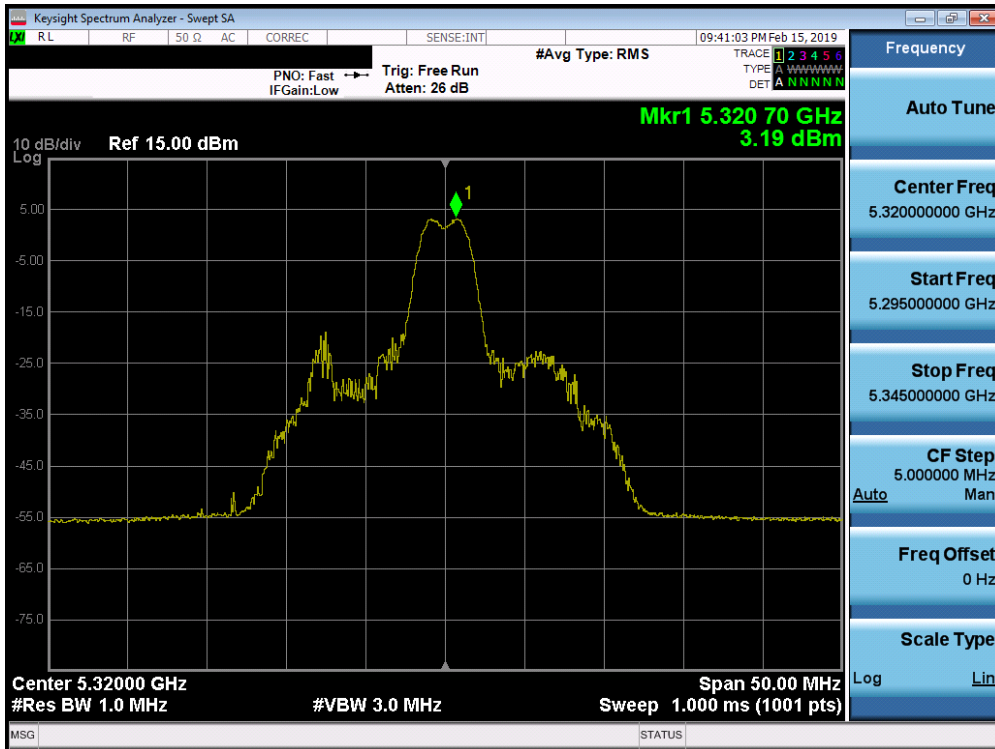 Keysight Spectrum Analyzer - Swept SA
LXI RL RF 50 Ω AC CORREC SENSE:INT 09:41:03 PM Feb 15, 2019
#Avg Type: RMS
TRACE 1 2 3 4 5 6
TYPE A WWWWW
DET A N N N N N
PNO: Fast
IFGain:Low
Trig: Free Run
Atten: 26 dB
Mkr1 5.320 70 GHz
3.19 dBm
10 dB/div Ref 15.00 dBm
Log
1
5.00
-5.00
-15.0
-25.0
-35.0
-45.0
-55.0
-65.0
-75.0
Center 5.32000 GHz Span 50.00 MHz
#Res BW 1.0 MHz #VBW 3.0 MHz Sweep 1.000 ms (1001 pts)
MSG STATUS
Frequency
Auto Tune
Center Freq
5.320000000 GHz
Start Freq
5.295000000 GHz
Stop Freq
5.345000000 GHz
CF Step
5.000000 MHz
Auto Man
Freq Offset
0 Hz
Scale Type
Log Lin